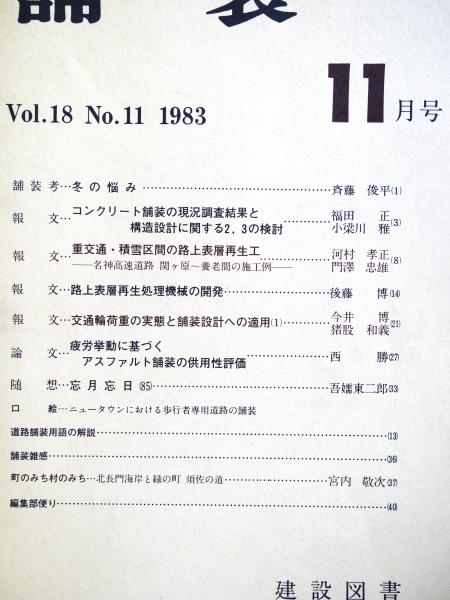 舗装
11月号
Vol.18 No.11 1983
舗装考…冬の悩み……斉藤 俊平(1)
報文…コンクリート舗装の現況調査結果と
構造設計に関する2, 3の検討……福田 正 小梁川 雅(3)
報文…重交通・積雪区間の路上表層再生工
――名神高速道路 関ヶ原〜養老間の施工例――……河村 孝正 門澤 忠雄(8)
報文…路上表層再生処理機械の開発……後藤 博(14)
報文…交通輪荷重の実態と舗装設計への適用(1)……今井 博 猪股 和義(21)
論文…疲労挙動に基づく
アスファルト舗装の供用性評価……西 勝(27)
随想…忘月忘日(85)……吾嬬東二郎(33)
口絵…ニュータウンにおける歩行者専用道路の舗装
道路舗装用語の解説……(13)
舗装雑感……(36)
町のみち村のみち…北長門海岸と緑の町 須佐の道……宮内 敬次(37)
編集部便り……(40)
建設図書